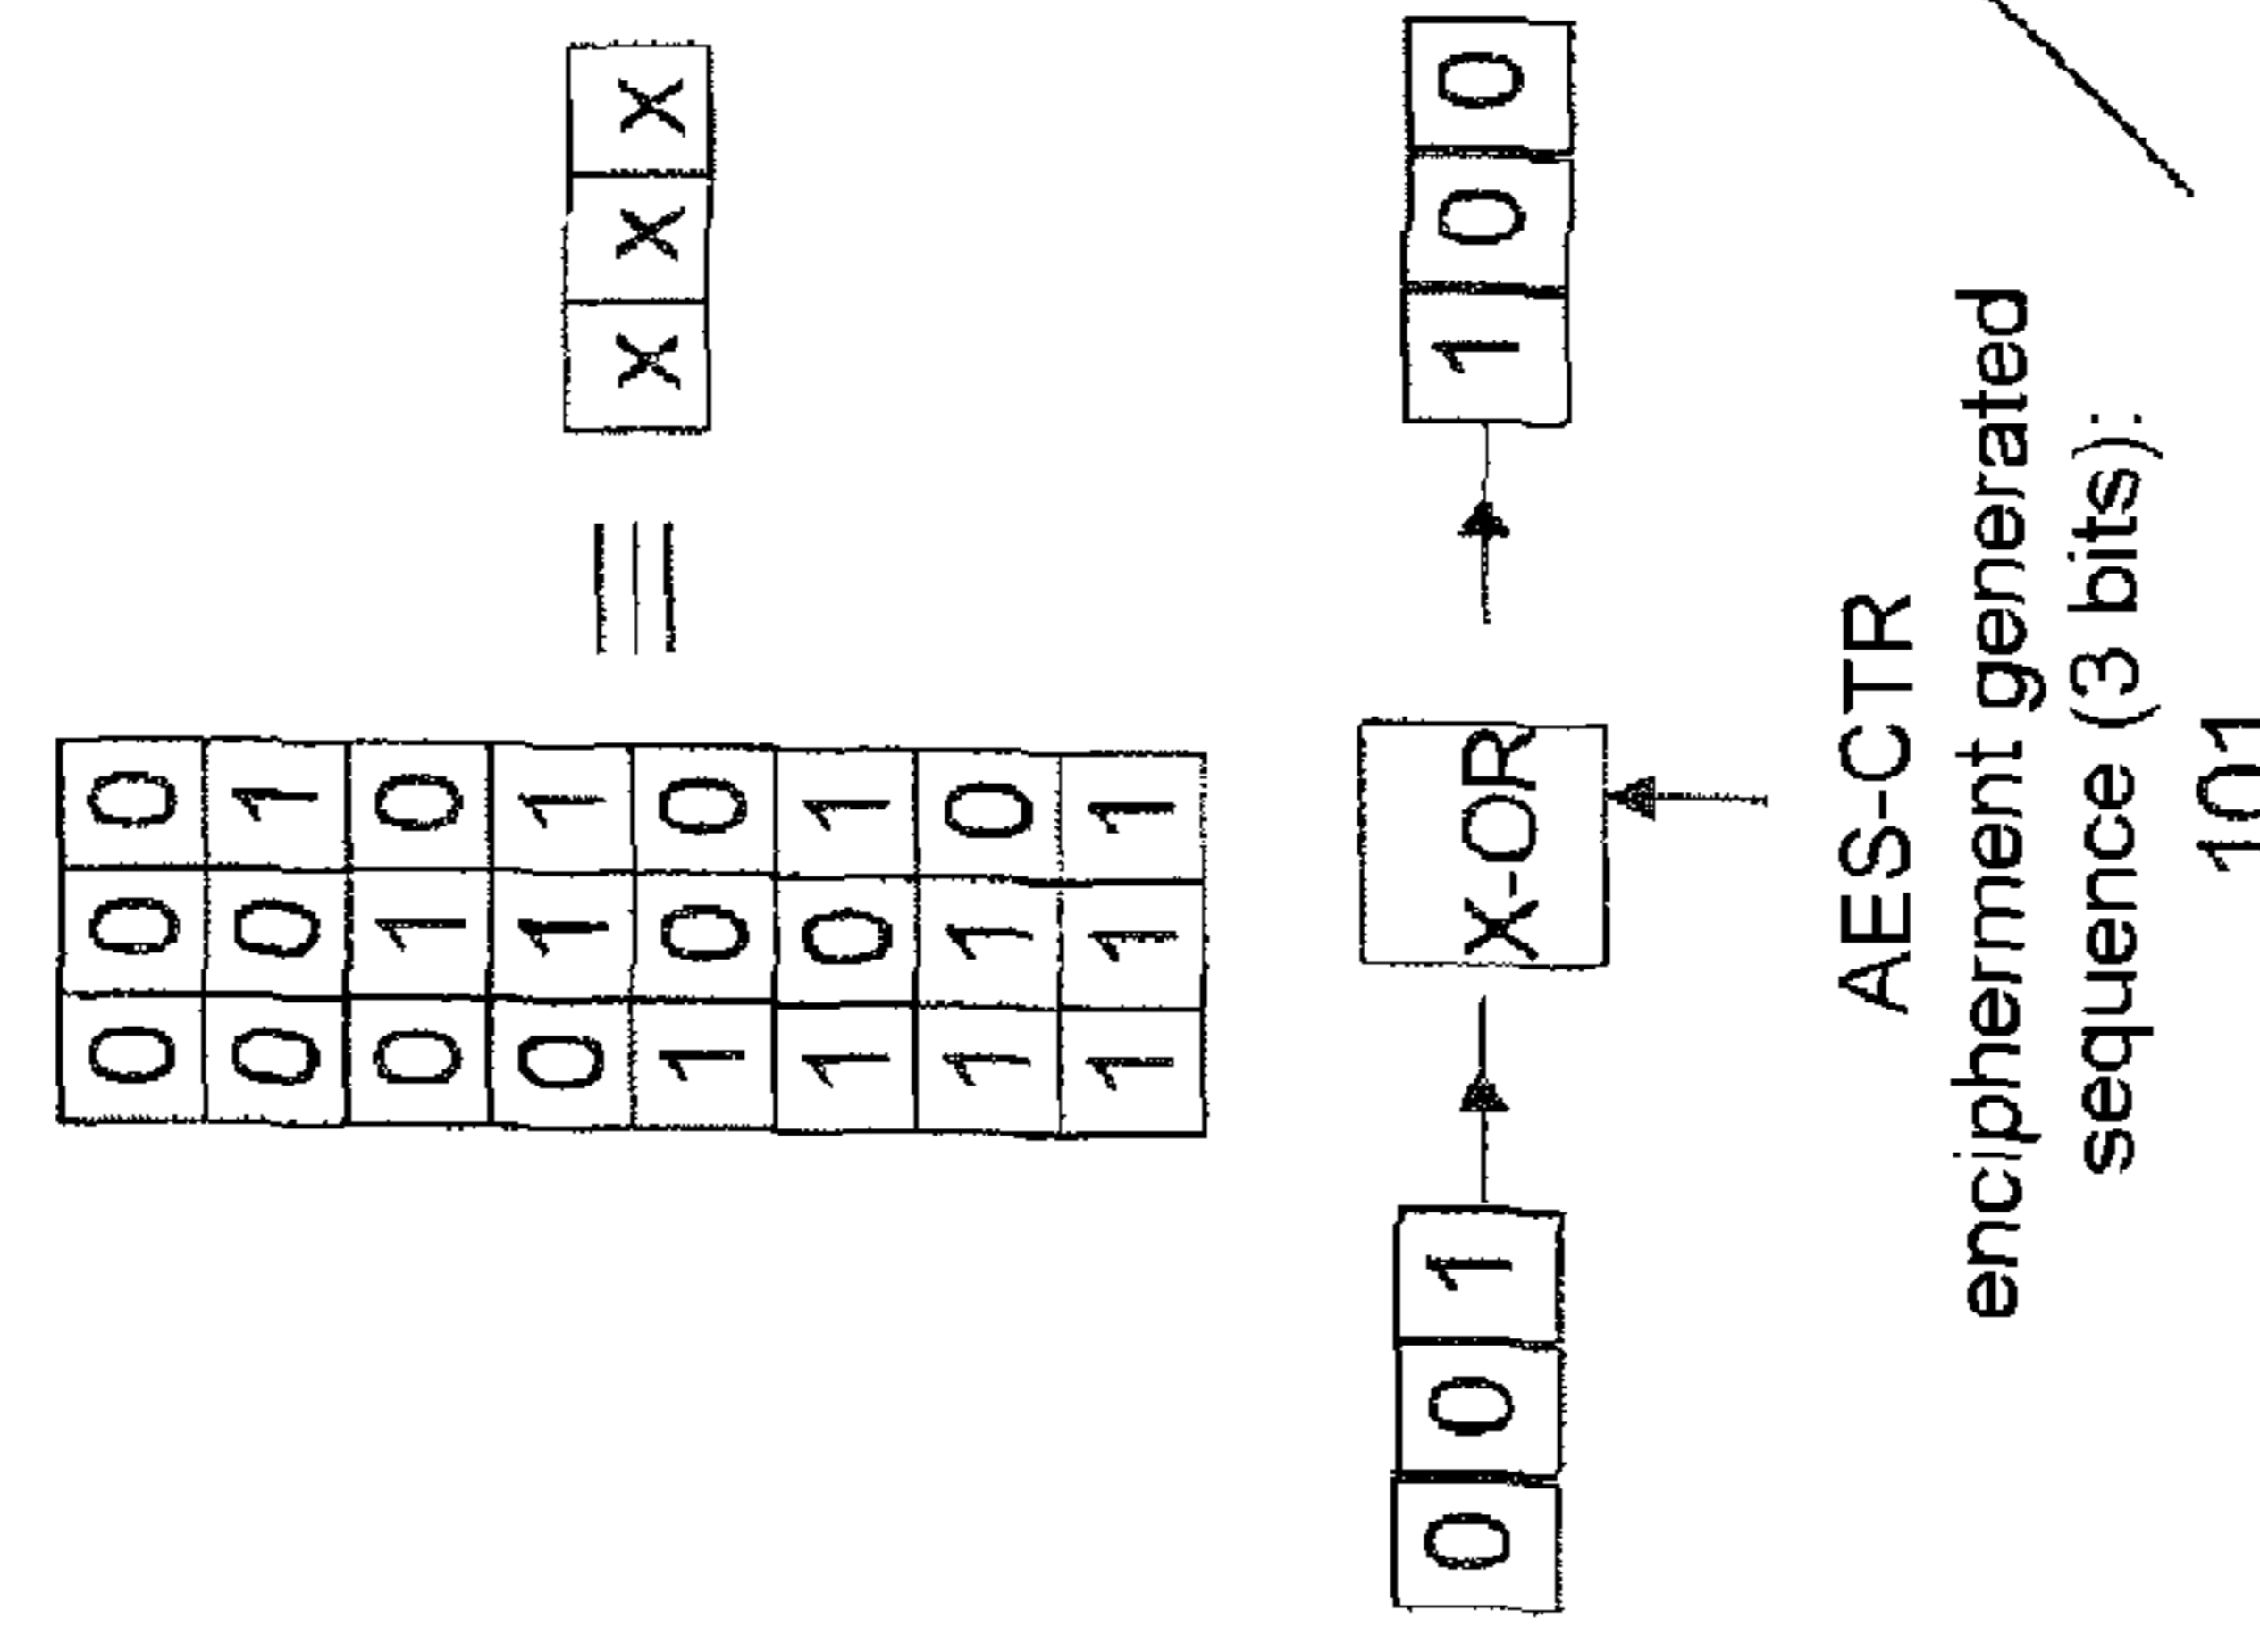 0 0 0
0 0 1
0 1 0
0 1 1
1 0 0
1 0 1
1 1 0
1 1 1
≡
x x x
0 0 1
X-OR
1 0 0
AES-CTR
encipherment generated
sequence (3 bits):
101